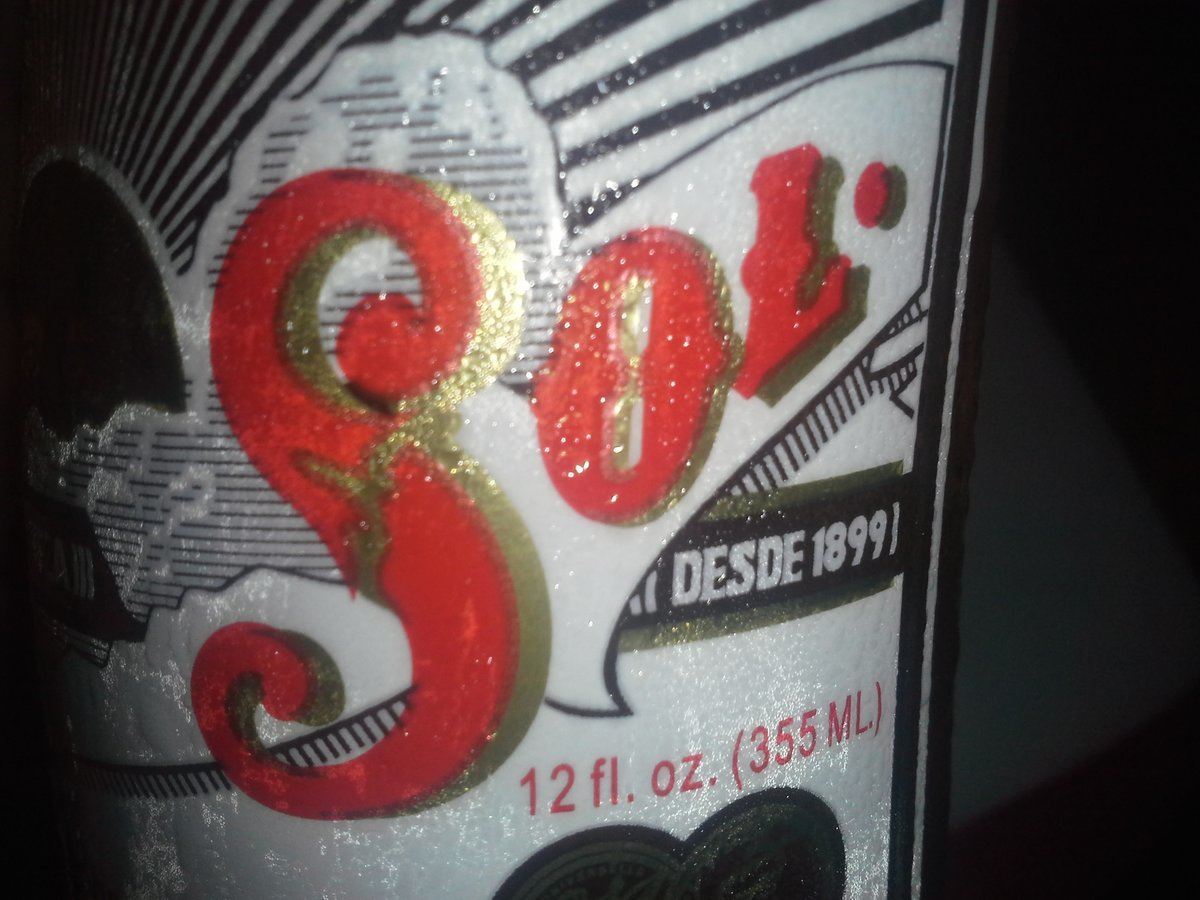 Sol.
DESDE 1899
12 fl. oz. (355 ML)